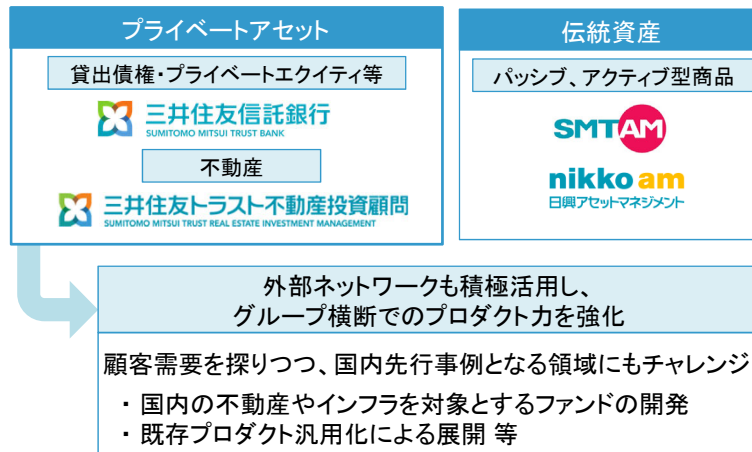 プライベートアセット
貸出債権・プライベートエクイティ等
三井住友信託銀行
SUMITOMO MITSUI TRUST BANK
不動産
三井住友トラスト不動産投資顧問
SUMITOMO MITSUI TRUST REAL ESTATE INVESTMENT MANAGEMENT
伝統資産
パッシブ、アクティブ型商品
SMTAM
nikko am
日興アセットマネジメント
外部ネットワークも積極活用し、
グループ横断でのプロダクト力を強化
顧客需要を探りつつ、国内先行事例となる領域にもチャレンジ
・ 国内の不動産やインフラを対象とするファンドの開発
・ 既存プロダクト汎用化による展開 等